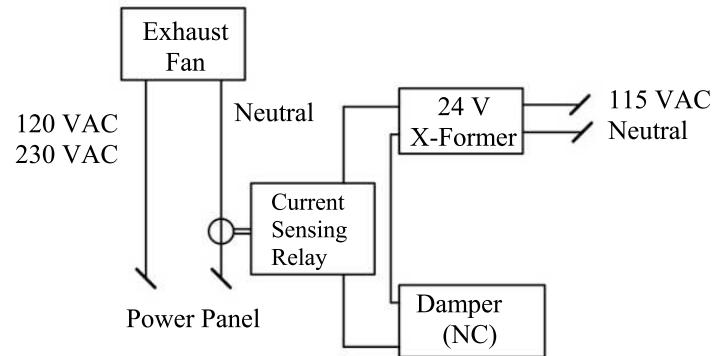 Exhaust
Fan
120 VAC
230 VAC
Neutral
24 V
X-Former
115 VAC
Neutral
Current
Sensing
Relay
Power Panel
Damper
(NC)